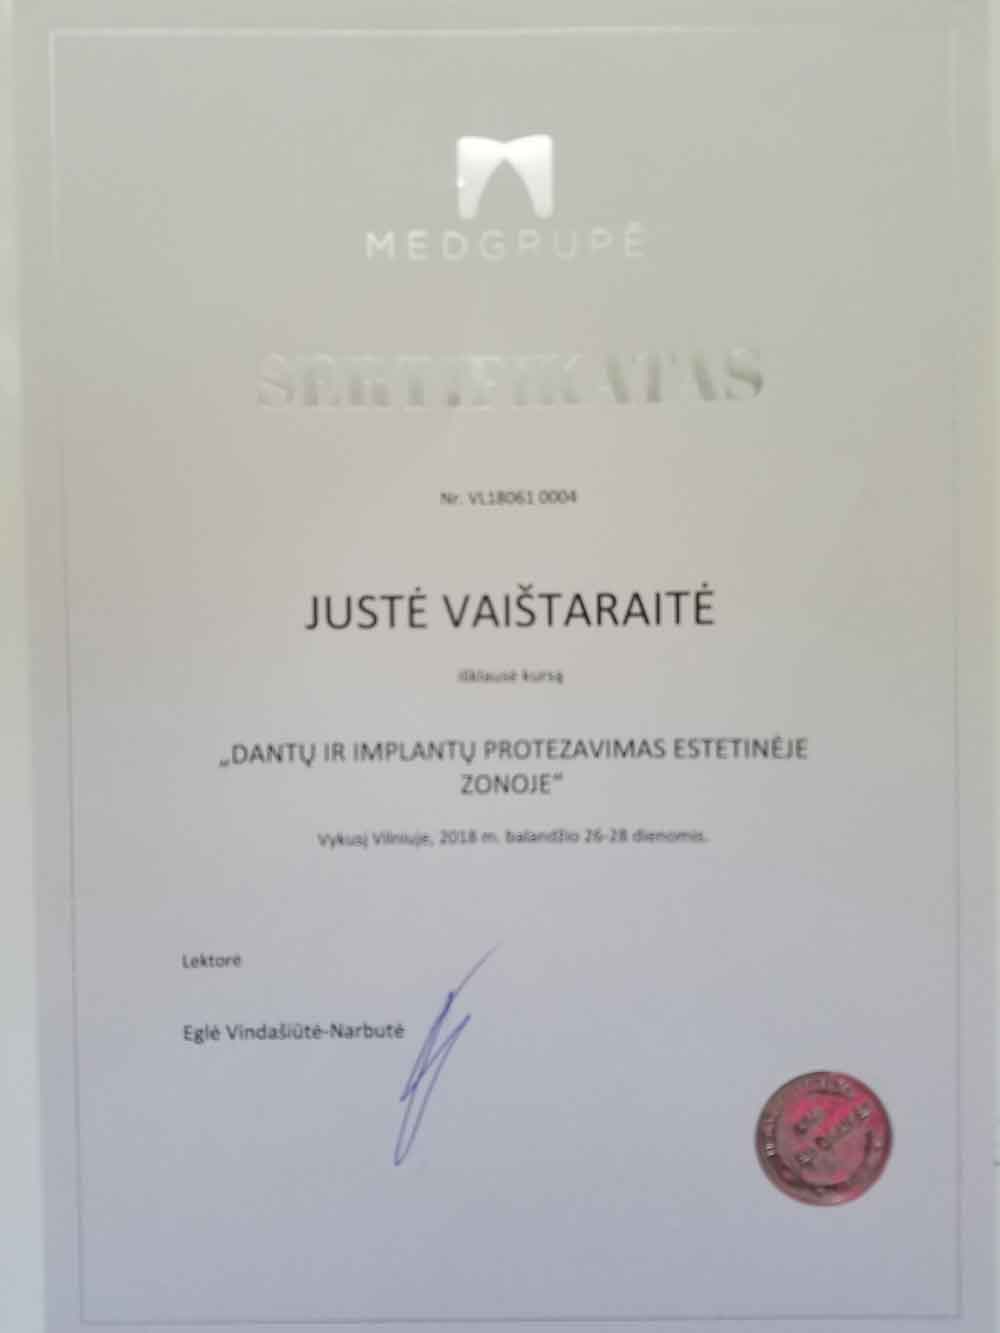 MEDGRUPĖ
SERTIFIKATAS
Nr. VL18061 0004
JUSTĖ VAIŠTARAITĖ
išklausė kursą
„DANTŲ IR IMPLANTŲ PROTEZAVIMAS ESTETINĖJE
ZONOJE“
Vykusį Vilniuje, 2018 m. balandžio 26-28 dienomis.
Lektorė
Eglė Vindašiūtė-Narbutė